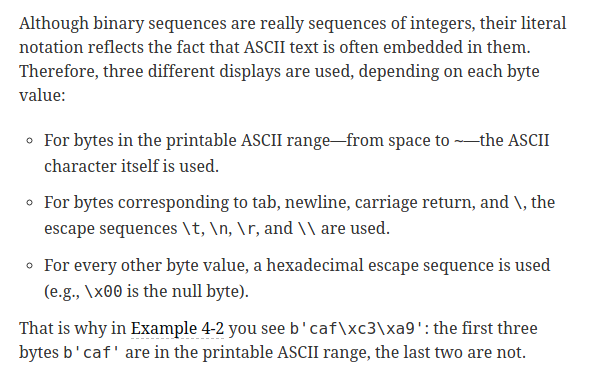 Although binary sequences are really sequences of integers, their literal
notation reflects the fact that ASCII text is often embedded in them.
Therefore, three different displays are used, depending on each byte
value:
◦ For bytes in the printable ASCII range—from space to ~—the ASCII
character itself is used.
◦ For bytes corresponding to tab, newline, carriage return, and \, the
escape sequences \t, \n, \r, and \\ are used.
◦ For every other byte value, a hexadecimal escape sequence is used
(e.g., \x00 is the null byte).
That is why in Example 4-2 you see b'caf\xc3\xa9': the first three
bytes b'caf' are in the printable ASCII range, the last two are not.